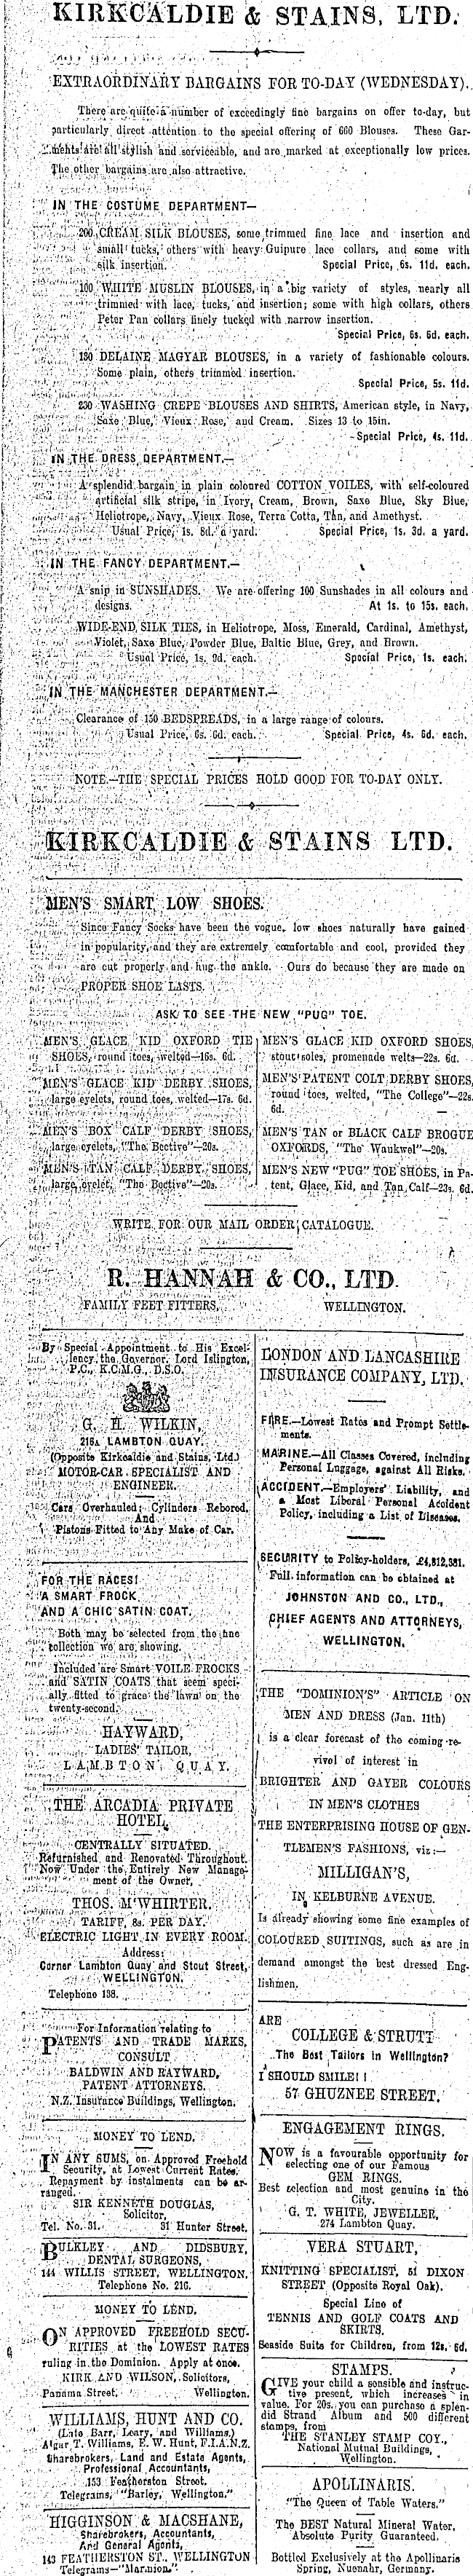 KIRKCALDIE & STAINS, LTD.
EXTRAORDINARY BARGAINS FOR TO-DAY (WEDNESDAY).
There are quite a number of exceedingly fine bargains on offer to-day, but
particularly direct attention to the special offering of 660 Blouses. These Gar-
ments are all stylish and serviceable, and are marked at exceptionally low prices.
The other bargains are also attractive.
IN THE COSTUME DEPARTMENT—
200 CREAM SILK BLOUSES, some trimmed fine lace and insertion and
small tucks, others with heavy Guipure lace collars, and some with
silk insertion. Special Price, 6s. 11d. each.
100 WHITE MUSLIN BLOUSES, in a big variety of styles, nearly all
trimmed with lace, tucks, and insertion; some with high collars, others
Peter Pan collars finely tucked with narrow insertion.
Special Price, 6s. 6d. each.
130 DELAINE MAGYAR BLOUSES, in a variety of fashionable colours.
Some plain, others trimmed insertion.
Special Price, 5s. 11d.
230 WASHING CREPE BLOUSES AND SHIRTS, American style, in Navy,
Saxe Blue, Vieux Rose, and Cream. Sizes 13 to 15in.
Special Price, 4s. 11d.
IN THE DRESS DEPARTMENT.—
A splendid bargain in plain coloured COTTON VOILES, with self-coloured
artificial silk stripe, in Ivory, Cream, Brown, Saxe Blue, Sky Blue,
Heliotrope, Navy, Vieux Rose, Terra Cotta, Tan, and Amethyst.
Usual Price, 1s. 8d. a yard. Special Price, 1s. 3d. a yard.
IN THE FANCY DEPARTMENT.—
A snip in SUNSHADES. We are offering 100 Sunshades in all colours and
designs. At 1s. to 15s. each.
WIDE-END SILK TIES, in Heliotrope, Moss, Emerald, Cardinal, Amethyst,
Violet, Saxe Blue, Powder Blue, Baltic Blue, Grey, and Brown.
Usual Price, 1s. 9d. each. Special Price, 1s. each.
IN THE MANCHESTER DEPARTMENT.—
Clearance of 150 BEDSPREADS, in a large range of colours.
Usual Price, 6s. 6d. each. Special Price, 4s. 6d. each.
NOTE.—THE SPECIAL PRICES HOLD GOOD FOR TO-DAY ONLY.
KIRKCALDIE & STAINS LTD.
MEN'S SMART LOW SHOES.
Since Fancy Socks have been the vogue, low shoes naturally have gained
in popularity, and they are extremely comfortable and cool, provided they
are cut properly and hug the ankle. Ours do because they are made on
PROPER SHOE LASTS.
ASK TO SEE THE NEW "PUG" TOE.
MEN'S GLACE KID OXFORD TIE
SHOES, round toes, welted—16s. 6d.
MEN'S GLACE KID DERBY SHOES,
large eyelets, round toes, welted—17s. 6d.
MEN'S BOX CALF DERBY SHOES,
large eyelets, "The Bective"—20s.
MEN'S TAN CALF DERBY SHOES,
large eyelet, "The Bective"—20s.
MEN'S GLACE KID OXFORD SHOES,
stout soles, promenade welts—22s. 6d.
MEN'S PATENT COLT DERBY SHOES,
round toes, welted, "The College"—22s.
6d.
MEN'S TAN or BLACK CALF BROGUE
OXFORDS, "The Waukwel"—20s.
MEN'S NEW "PUG" TOE SHOES, in Pa-
tent, Glace, Kid, and Tan Calf—23s. 6d.
WRITE FOR OUR MAIL ORDER CATALOGUE.
R. HANNAH & CO., LTD.
FAMILY FEET FITTERS, WELLINGTON.
By Special Appointment to His Excel-
lency the Governor, Lord Islington,
P.C., K.C.M.G., D.S.O.
G. H. WILKIN,
216A LAMBTON QUAY.
(Opposite Kirkcaldie and Stains, Ltd.)
MOTOR-CAR SPECIALIST AND
ENGINEER.
Cars Overhauled; Cylinders Rebored,
And
Pistons Fitted to Any Make of Car.
FOR THE RACES!
A SMART FROCK
AND A CHIC SATIN COAT.
Both may be selected from the fine
collection we are showing.
Included are Smart VOILE FROCKS
and SATIN COATS that seem speci-
ally fitted to grace the lawn on the
twenty-second.
HAYWARD,
LADIES' TAILOR,
LAMBTON QUAY.
THE ARCADIA PRIVATE
HOTEL
CENTRALLY SITUATED.
Refurnished and Renovated Throughout.
Now Under the Entirely New Manage-
ment of the Owner,
THOS. M'WHIRTER.
TARIFF, 8s. PER DAY.
ELECTRIC LIGHT IN EVERY ROOM.
Address:
Corner Lambton Quay and Stout Street,
WELLINGTON.
Telephone 138.
For Information relating to
PATENTS AND TRADE MARKS,
CONSULT
BALDWIN AND RAYWARD,
PATENT ATTORNEYS.
N.Z. Insurance Buildings, Wellington.
MONEY TO LEND.
IN ANY SUMS, on Approved Freehold
Security, at Lowest Current Rates.
Repayment by instalments can be ar-
ranged.
SIR KENNETH DOUGLAS,
Solicitor,
Tel. No. 31. 31 Hunter Street.
BULKLEY AND DIDSBURY,
DENTAL SURGEONS,
144 WILLIS STREET, WELLINGTON.
Telephone No. 216.
MONEY TO LEND.
ON APPROVED FREEHOLD SECU-
RITIES at the LOWEST RATES
ruling in the Dominion. Apply at once.
KIRK AND WILSON, Solicitors,
Panama Street, Wellington.
WILLIAMS, HUNT AND CO.
(Late Barr, Leary, and Williams,)
Algar T. Williams, E. W. Hunt, F.I.A.N.Z.
Sharebrokers, Land and Estate Agents,
Professional Accountants,
153 Featherston Street.
Telegrams, "Barley, Wellington."
HIGGINSON & MACSHANE,
Sharebrokers, Accountants,
And General Agents,
143 FEATHERSTON ST., WELLINGTON
Telegrams—"Marmion."
LONDON AND LANCASHIRE
INSURANCE COMPANY, LTD.
FIRE.—Lowest Rates and Prompt Settle-
ments.
MARINE.—All Classes Covered, including
Personal Luggage, against All Risks.
ACCIDENT.—Employers' Liability, and
a Most Liberal Personal Accident
Policy, including a List of Diseases.
SECURITY to Policy-holders, £4,812,381.
Full information can be obtained at
JOHNSTON AND CO., LTD.,
CHIEF AGENTS AND ATTORNEYS,
WELLINGTON.
THE "DOMINION'S" ARTICLE ON
MEN AND DRESS (Jan. 11th)
is a clear forecast of the coming re-
vival of interest in
BRIGHTER AND GAYER COLOURS
IN MEN'S CLOTHES
THE ENTERPRISING HOUSE OF GEN-
TLEMEN'S FASHIONS, viz:—
MILLIGAN'S,
IN KELBURNE AVENUE.
Is already showing some fine examples of
COLOURED SUITINGS, such as are in
demand amongst the best dressed Eng-
lishmen.
ARE
COLLEGE & STRUTT
The Best Tailors in Wellington?
I SHOULD SMILE!!
57 GHUZNEE STREET.
ENGAGEMENT RINGS.
NOW is a favourable opportunity for
selecting one of our Famous
GEM RINGS.
Best selection and most genuine in the
City.
G. T. WHITE, JEWELLER,
274 Lambton Quay.
VERA STUART,
KNITTING SPECIALIST, 51 DIXON
STREET (Opposite Royal Oak).
Special Line of
TENNIS AND GOLF COATS AND
SKIRTS.
Seaside Suits for Children, from 12s. 6d.
STAMPS.
GIVE your child a sensible and instruc-
tive present, which increases in
value. For 20s. you can purchase a splen-
did Strand Album and 500 different
stamps, from
THE STANLEY STAMP COY.,
National Mutual Buildings,
Wellington.
APOLLINARIS.
"The Queen of Table Waters."
The BEST Natural Mineral Water,
Absolute Purity Guaranteed.
Bottled Exclusively at the Apollinaris
Spring, Nuenahr, Germany.